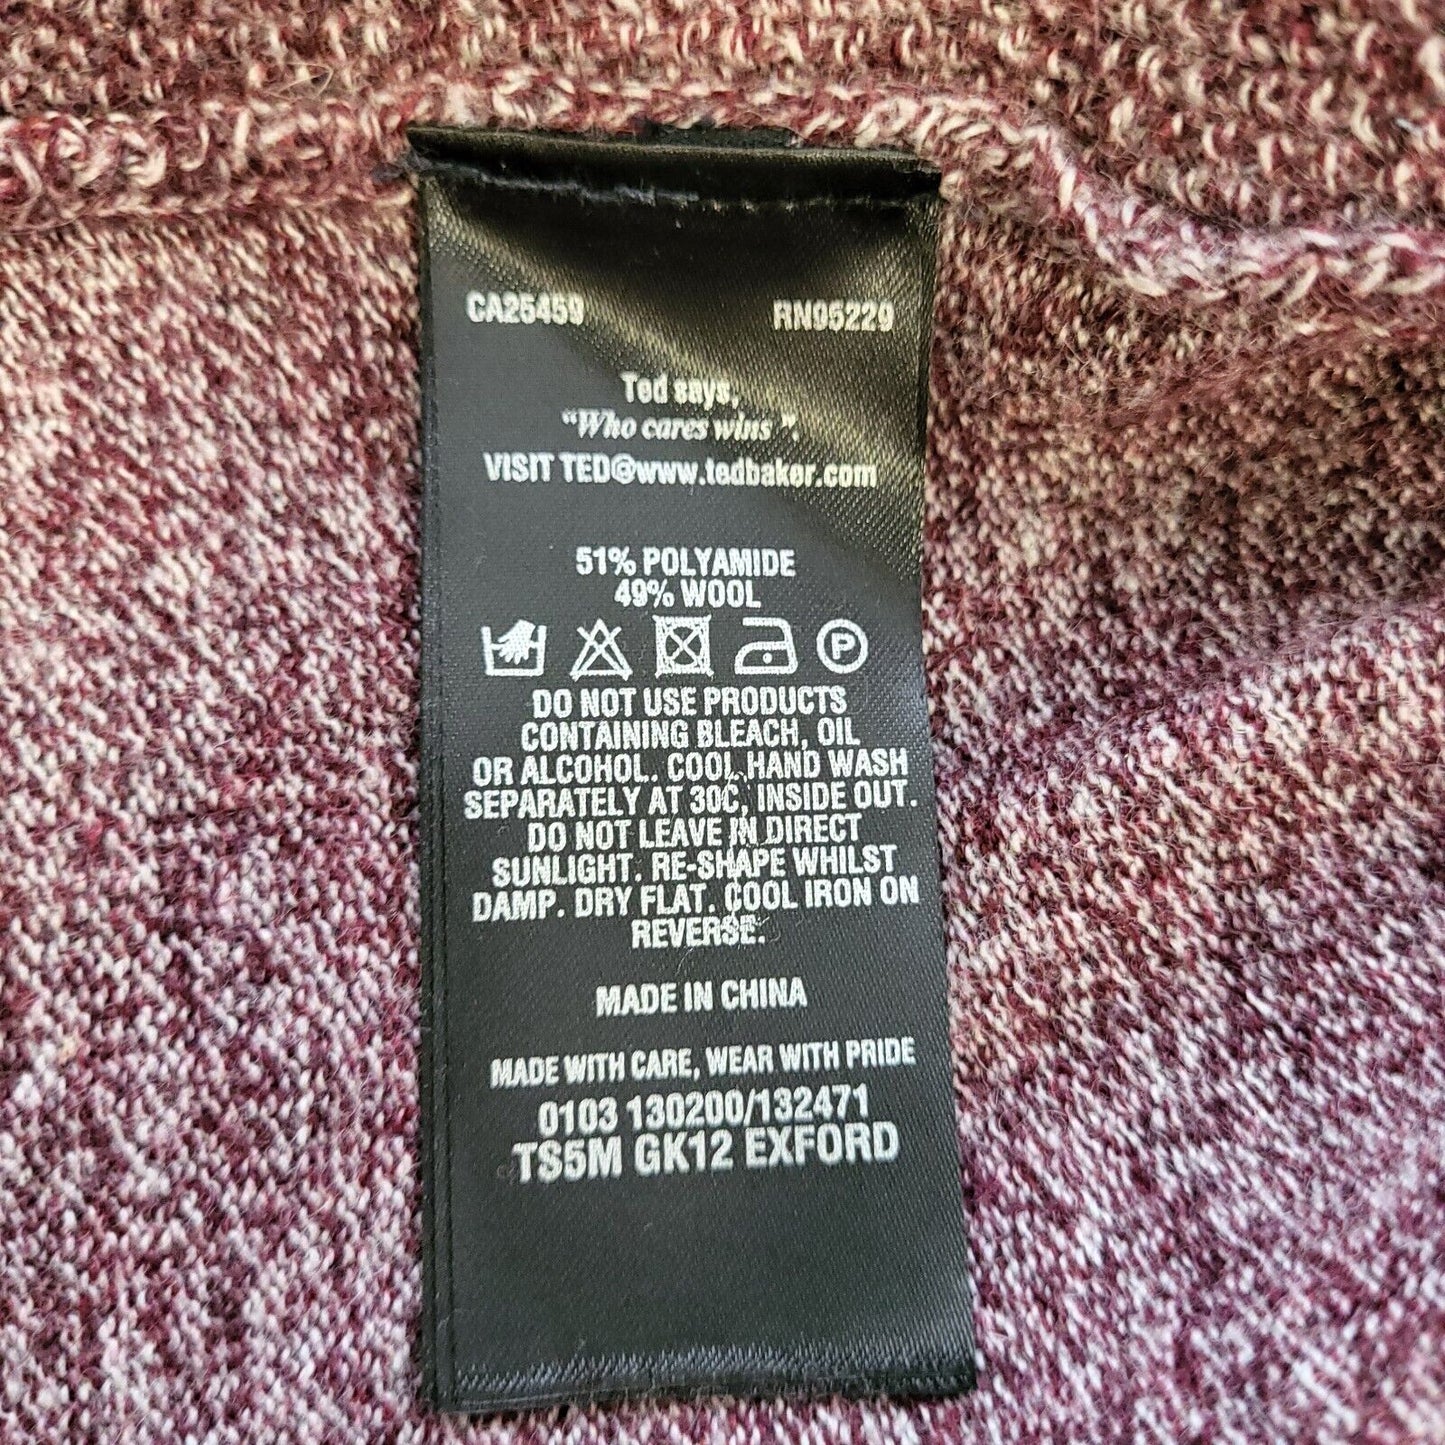 CA25459 RN95229
Ted says,
“Who cares wins”.
VISIT TED@www.tedbaker.com
51% POLYAMIDE
49% WOOL
P
DO NOT USE PRODUCTS
CONTAINING BLEACH, OIL
OR ALCOHOL. COOL HAND WASH
SEPARATELY AT 30C, INSIDE OUT.
DO NOT LEAVE IN DIRECT
SUNLIGHT. RE-SHAPE WHILST
DAMP. DRY FLAT. COOL IRON ON
REVERSE.
MADE IN CHINA
MADE WITH CARE, WEAR WITH PRIDE
0103 130200/132471
TS5M GK12 EXFORD